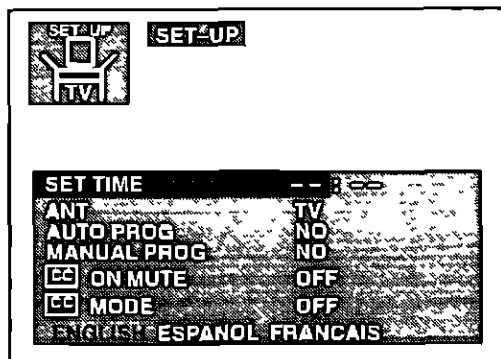 SET UP
TV
SET-UP
SET TIME -- : --
ANT TV
AUTO PROG NO
MANUAL PROG NO
CC ON MUTE OFF
CC MODE OFF
ENGLISH ESPANOL FRANCAIS